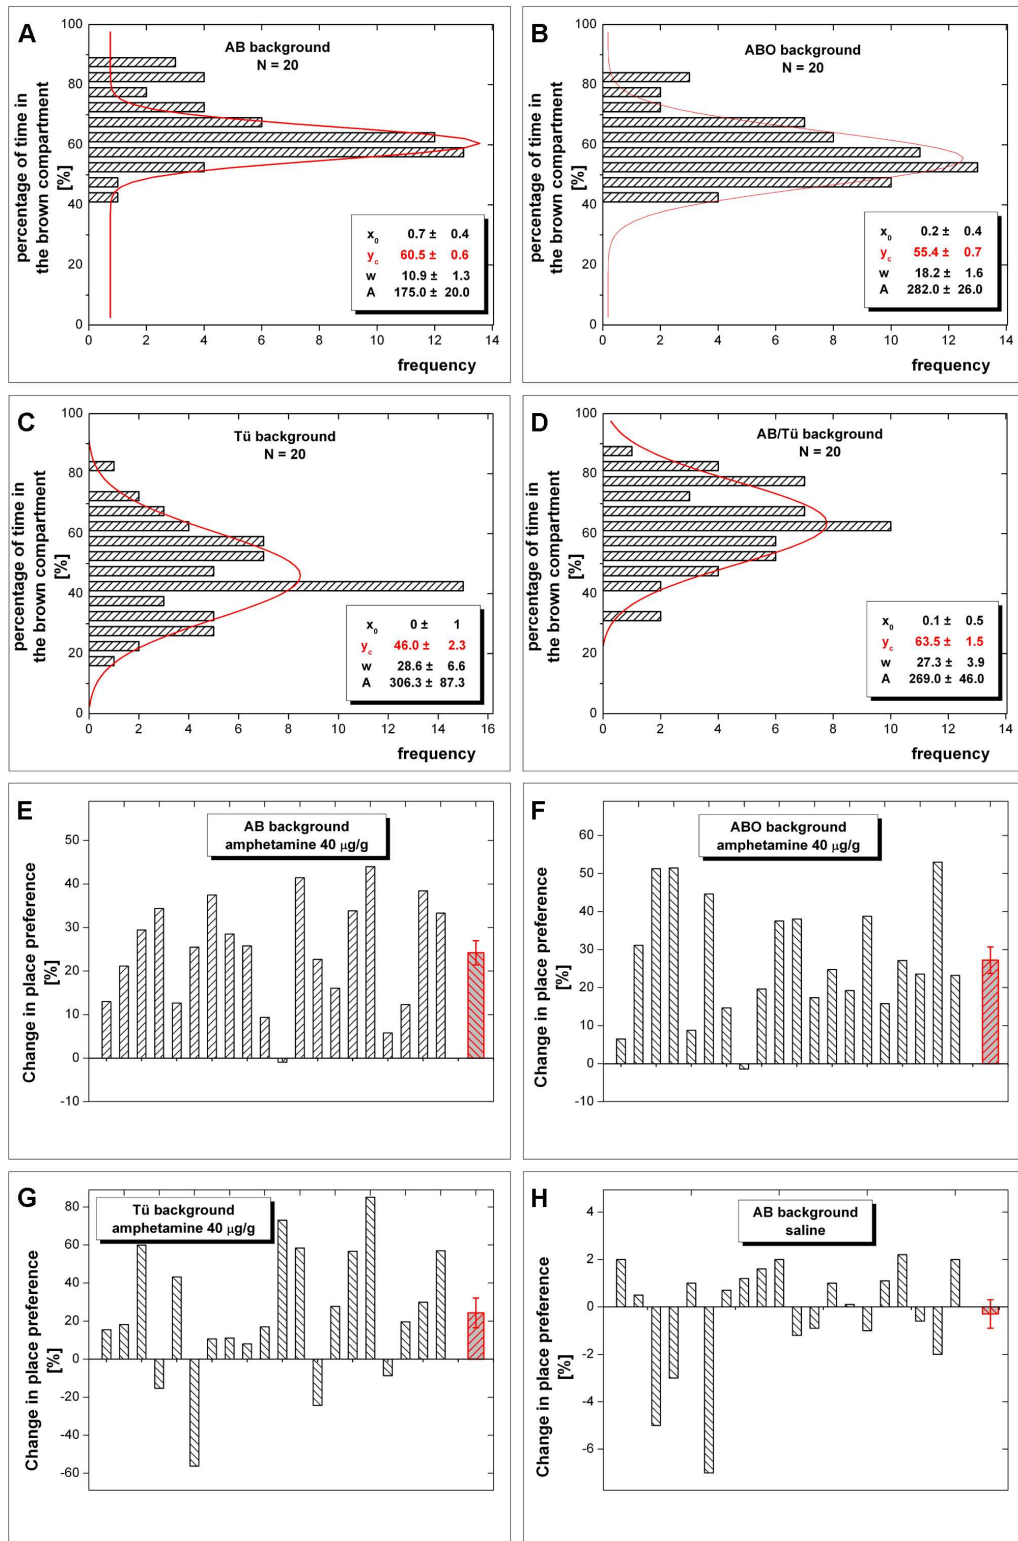 A
AB background
N = 20
percentage of time in
the brown compartment
[%]
100
80
60
40
20
0
x0 0.7 ± 0.4
yc 60.5 ± 0.6
w 10.9 ± 1.3
A 175.0 ± 20.0
0 2 4 6 8 10 12 14
frequency
B
ABO background
N = 20
percentage of time in
the brown compartment
[%]
100
80
60
40
20
0
x0 0.2 ± 0.4
yc 55.4 ± 0.7
w 18.2 ± 1.6
A 282.0 ± 26.0
0 2 4 6 8 10 12 14
frequency
C
Tü background
N = 20
percentage of time in
the brown compartment
[%]
100
80
60
40
20
0
x0 0 ± 1
yc 46.0 ± 2.3
w 28.6 ± 6.6
A 306.3 ± 87.3
0 2 4 6 8 10 12 14 16
frequency
D
AB/Tü background
N = 20
percentage of time in
the brown compartment
[%]
100
80
60
40
20
0
x0 0.1 ± 0.5
yc 63.5 ± 1.5
w 27.3 ± 3.9
A 269.0 ± 46.0
0 2 4 6 8 10 12 14
frequency
E
AB background
amphetamine 40 μg/g
Change in place preference
[%]
50
40
30
20
10
0
-10
F
ABO background
amphetamine 40 μg/g
Change in place preference
[%]
60
50
40
30
20
10
0
-10
G
Tü background
amphetamine 40 μg/g
Change in place preference
[%]
80
60
40
20
0
-20
-40
-60
H
AB background
saline
Change in place preference
[%]
4
2
0
-2
-4
-6